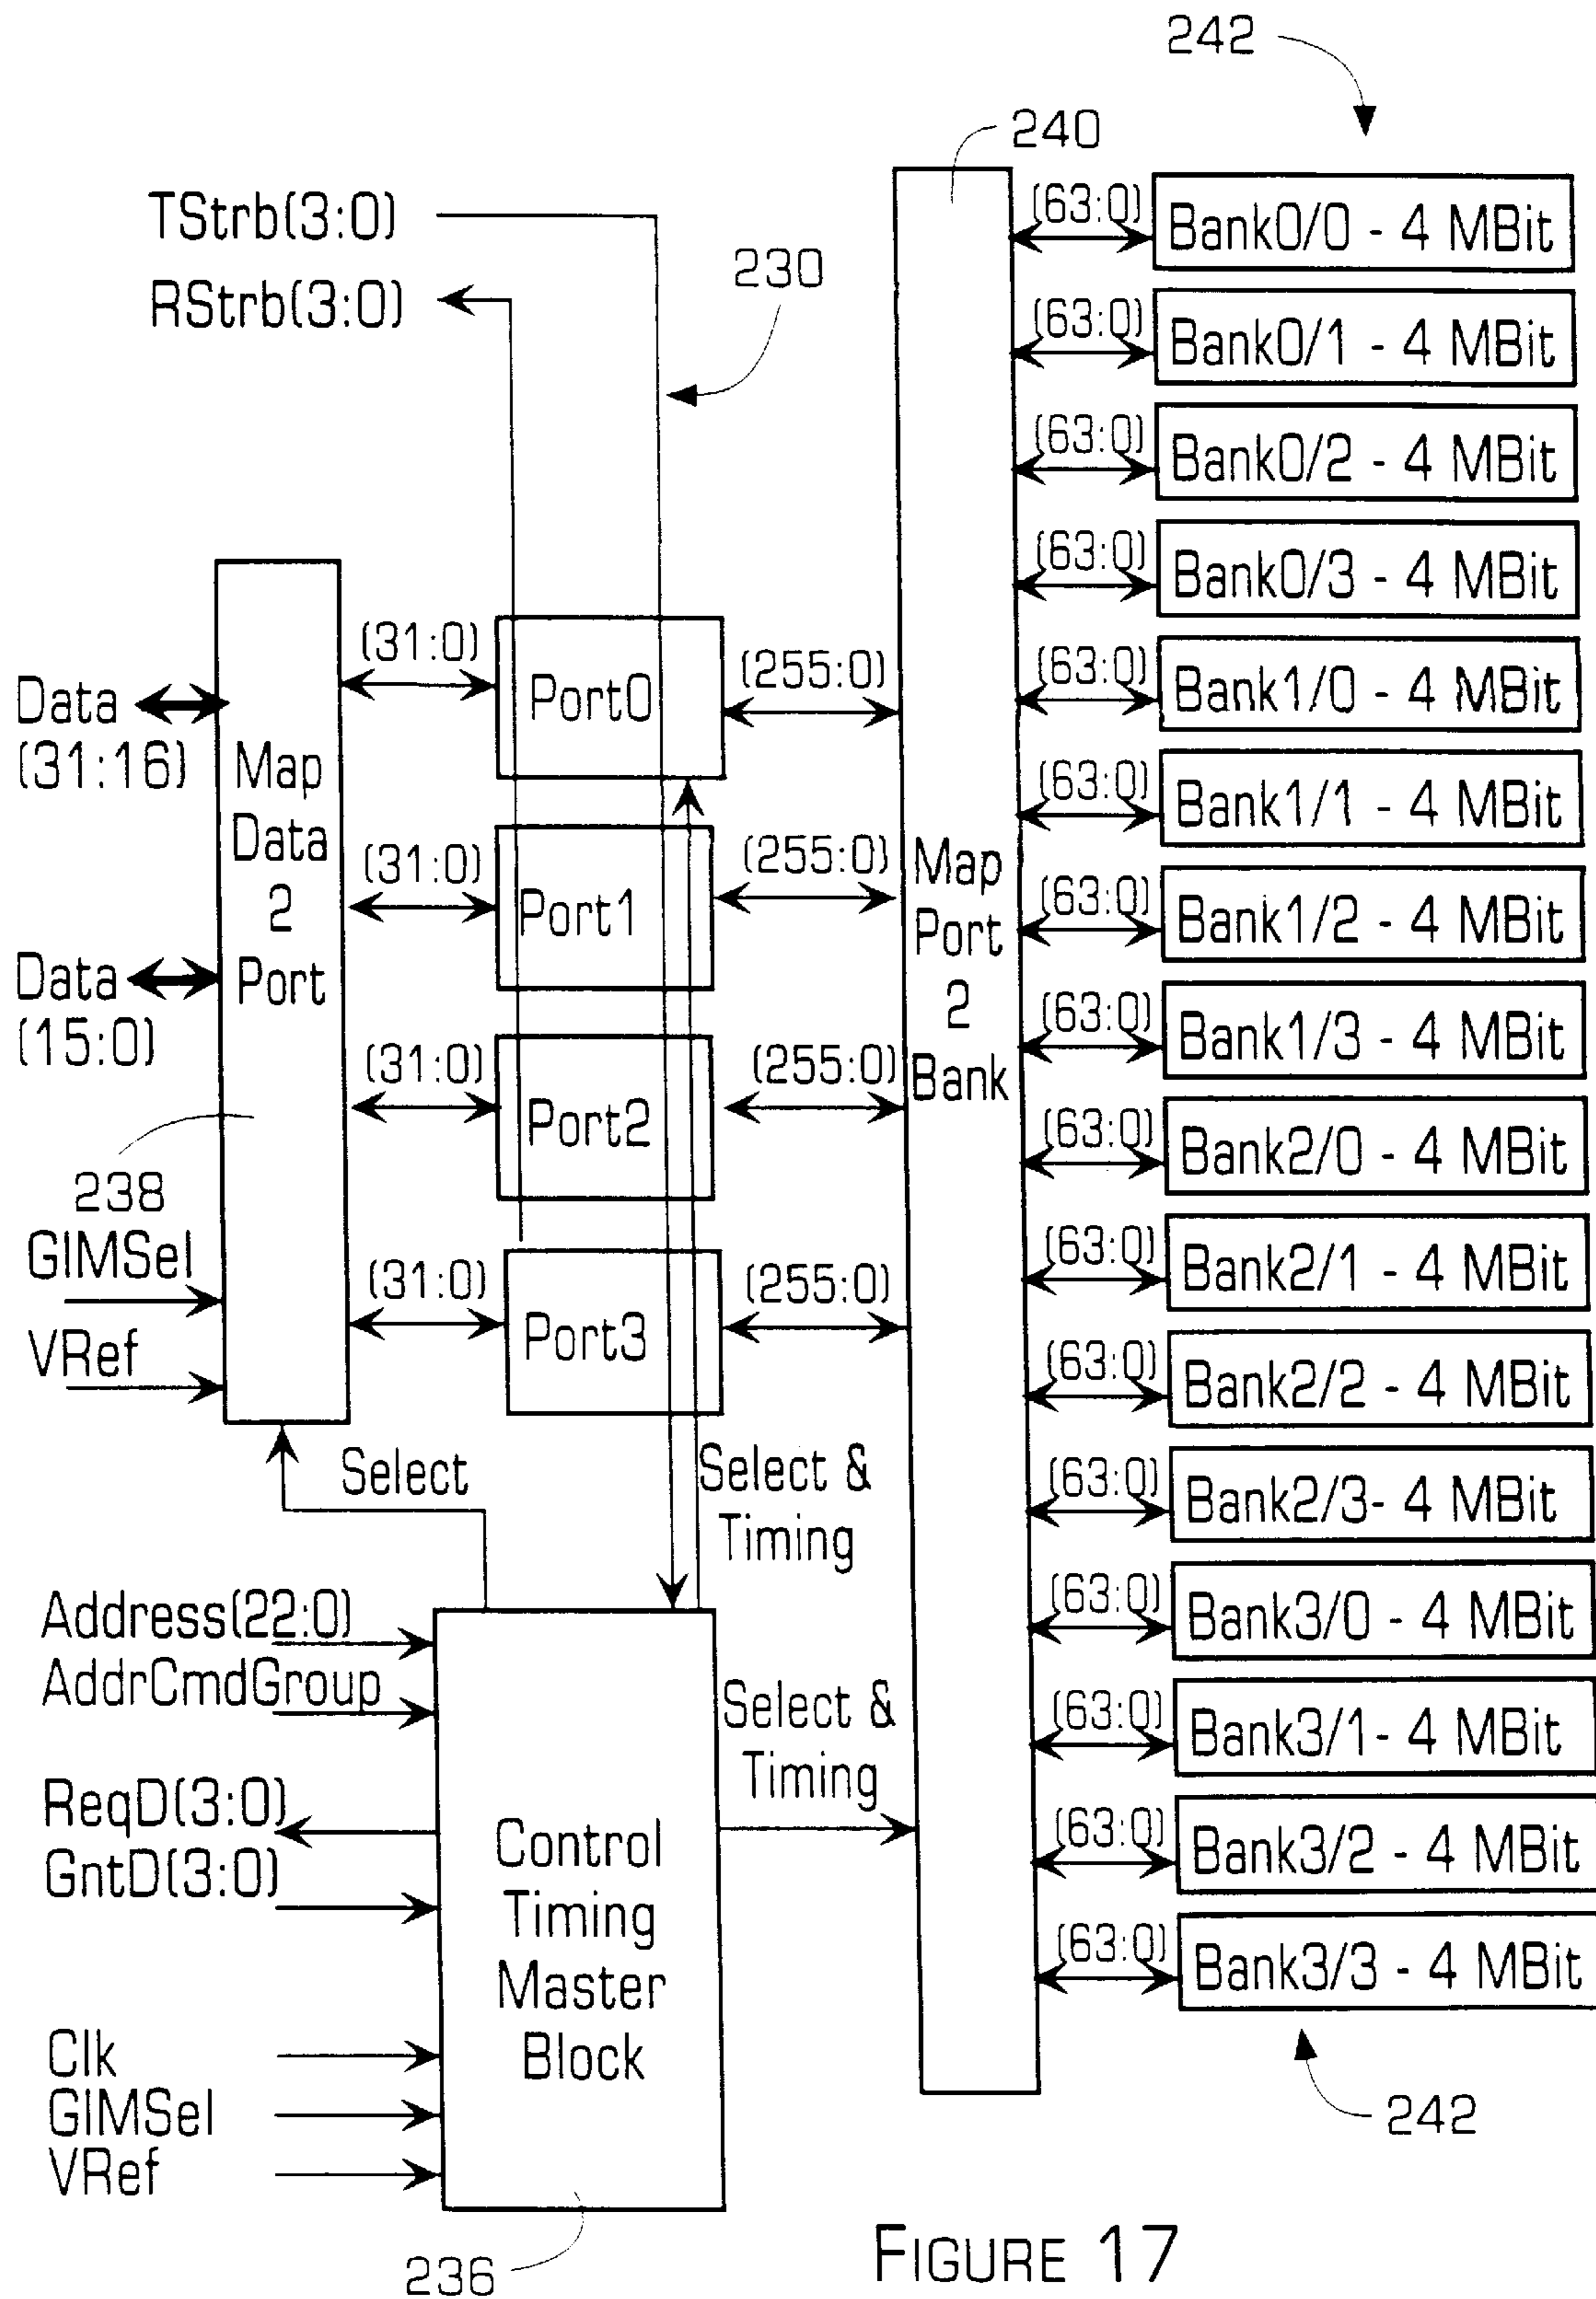 242
240
TStrb(3:0)
RStrb(3:0)
230
(63:0)
Bank0/0 - 4 MBit
(63:0)
Bank0/1 - 4 MBit
(63:0)
Bank0/2 - 4 MBit
(63:0)
Bank0/3 - 4 MBit
(63:0)
Bank1/0 - 4 MBit
(63:0)
Bank1/1 - 4 MBit
(63:0)
Bank1/2 - 4 MBit
(63:0)
Bank1/3 - 4 MBit
(63:0)
Bank2/0 - 4 MBit
(63:0)
Bank2/1 - 4 MBit
(63:0)
Bank2/2 - 4 MBit
(63:0)
Bank2/3- 4 MBit
(63:0)
Bank3/0 - 4 MBit
(63:0)
Bank3/1- 4 MBit
(63:0)
Bank3/2 - 4 MBit
(63:0)
Bank3/3 - 4 MBit
242
Data
(31:16)
Data
(15:0)
Map
Data
2
Port
238
GIMSel
VRef
(31:0)
Port0
(255:0)
(31:0)
Port1
(255:0)
(31:0)
Port2
(255:0)
(31:0)
Port3
(255:0)
Map
Port
2
Bank
Select
Select &
Timing
Address(22:0)
AddrCmdGroup
ReqD(3:0)
GntD(3:0)
Clk
GIMSel
VRef
Control
Timing
Master
Block
Select &
Timing
236
FIGURE 17